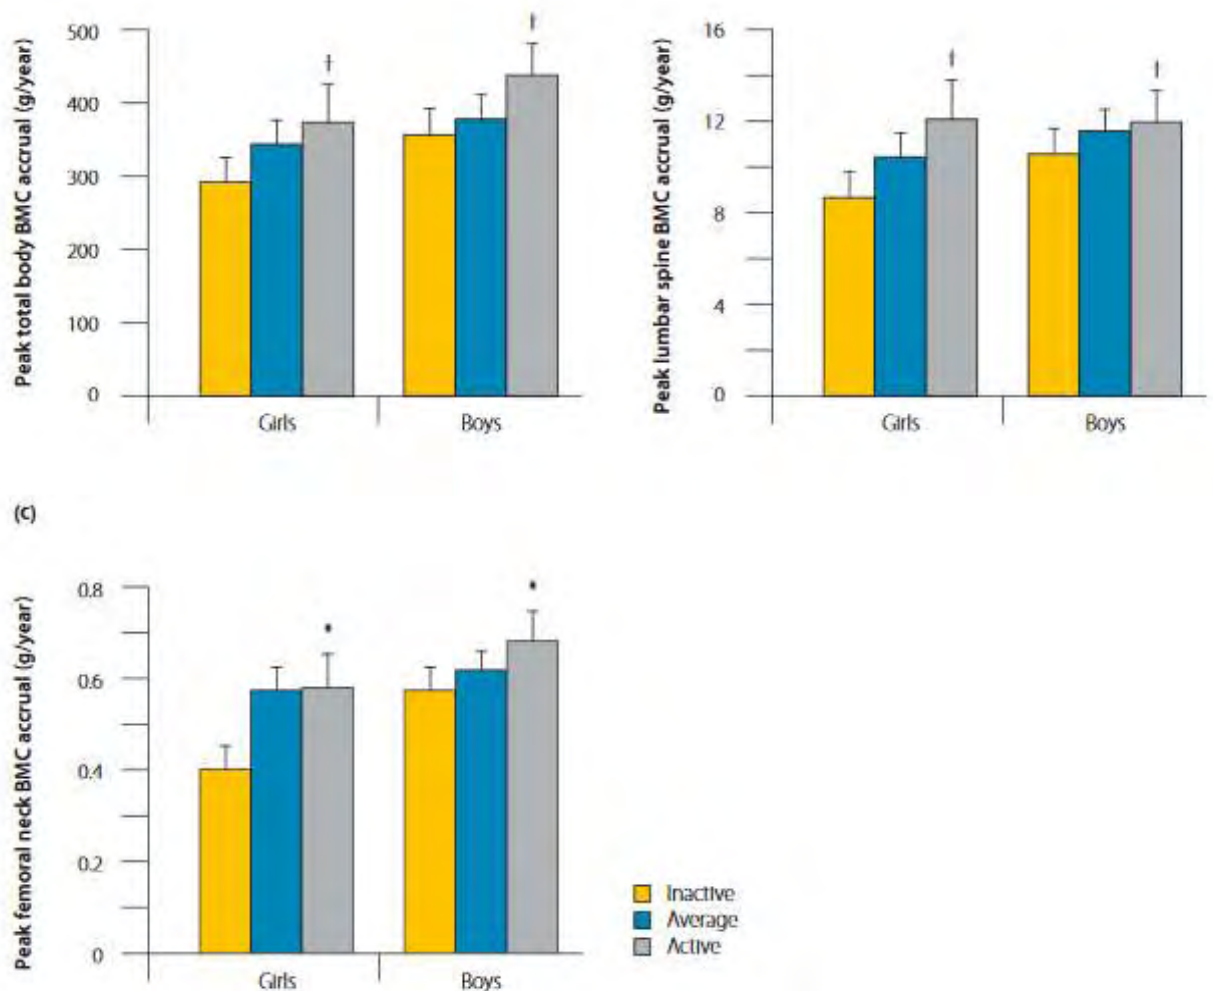 Peak total body BMC accrual (g/year)
500
400
300
200
100
0
†
†
Girls
Boys
Peak lumbar spine BMC accrual (g/year)
16
12
8
4
0
†
†
Girls
Boys
(C)
Peak femoral neck BMC accrual (g/year)
0.8
0.6
0.4
0.2
0
*
*
Girls
Boys
Inactive
Average
Active